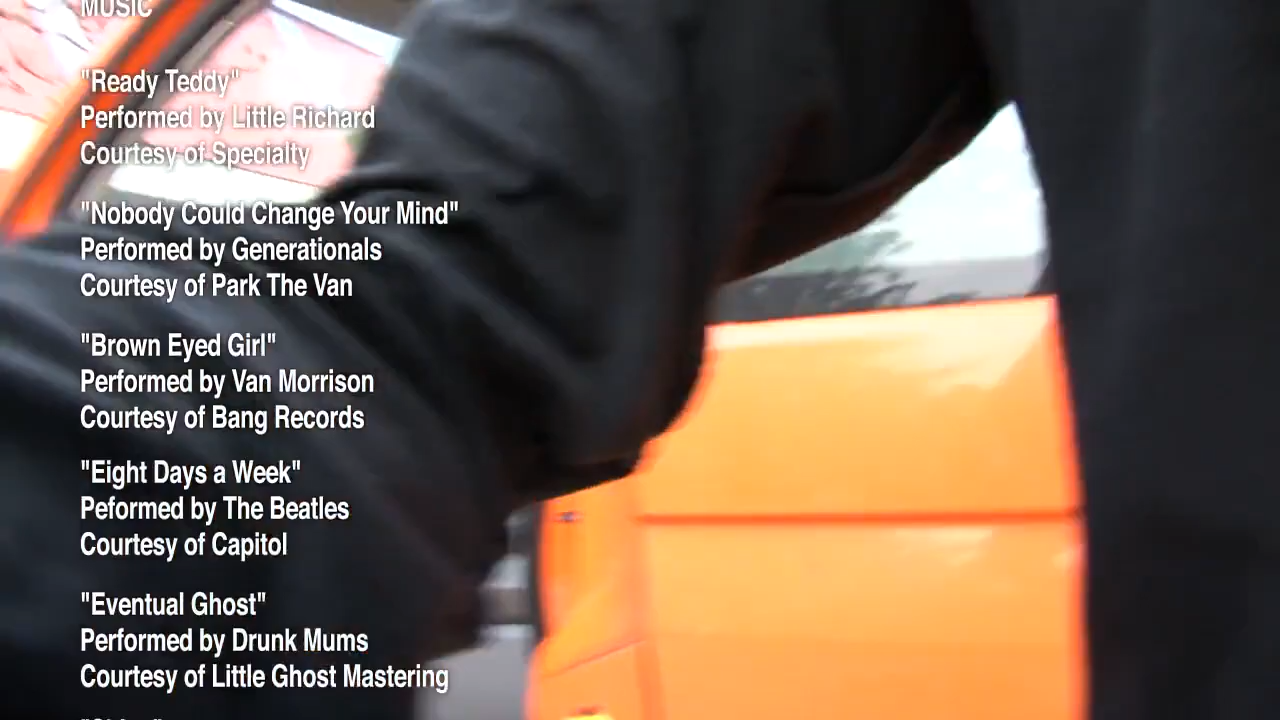 MUSIC
"Ready Teddy"
Performed by Little Richard
Courtesy of Specialty
"Nobody Could Change Your Mind"
Performed by Generationals
Courtesy of Park The Van
"Brown Eyed Girl"
Performed by Van Morrison
Courtesy of Bang Records
"Eight Days a Week"
Peformed by The Beatles
Courtesy of Capitol
"Eventual Ghost"
Performed by Drunk Mums
Courtesy of Little Ghost Mastering